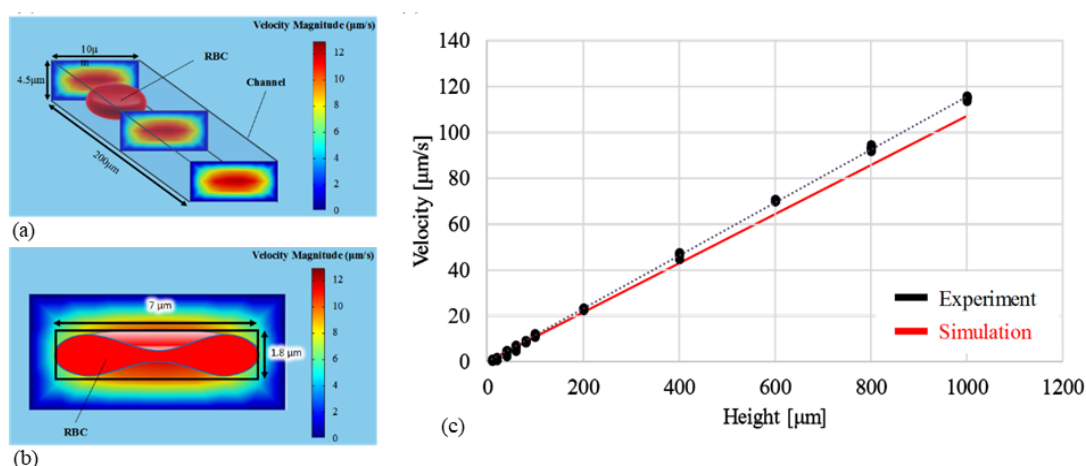 Velocity Magnitude (μm/s)
10μ
m
RBC
12
4.5μm
Channel
10
8
6
4
200μm
2
0
(a)
Velocity Magnitude (μm/s)
12
7 μm
10
8
1.8 μm
6
4
RBC
2
0
(b)
140
120
100
80
60
40
20
0
Velocity [μm/s]
Experiment
Simulation
0 200 400 600 800 1000 1200
Height [μm]
(c)